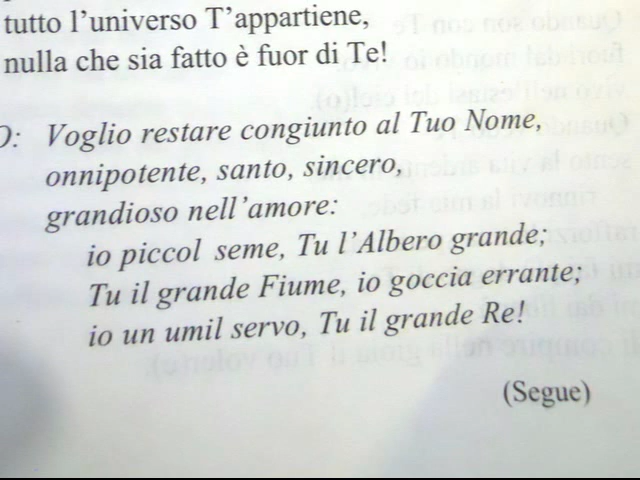 tutto l'universo T'appartiene,
nulla che sia fatto è fuor di Te!
O: Voglio restare congiunto al Tuo Nome,
onnipotente, santo, sincero,
grandioso nell'amore:
io piccol seme, Tu l'Albero grande;
Tu il grande Fiume, io goccia errante;
io un umil servo, Tu il grande Re!
(Segue)